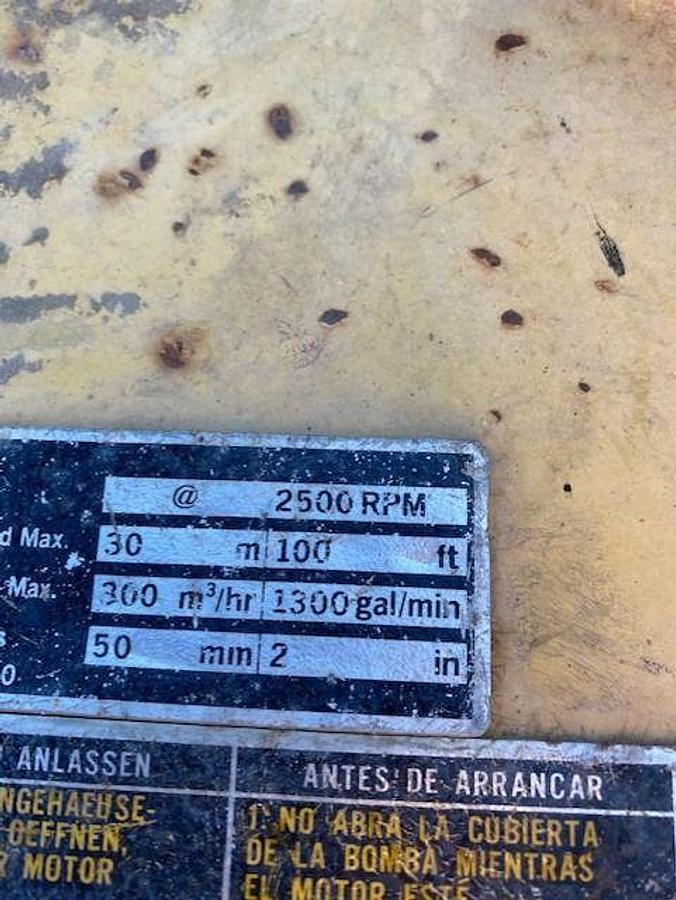 @ 2500 RPM
d Max. 30 m 100 ft
Max. 300 m³/hr 1300 gal/min
s 50 mm 2 in
0
ANLASSEN
NGEHAEUSE-
OEFFNEN,
R MOTOR
ANTES DE ARRANCAR
1. NO ABRA LA CUBIERTA
DE LA BOMBA MIENTRAS
EL MOTOR ESTE